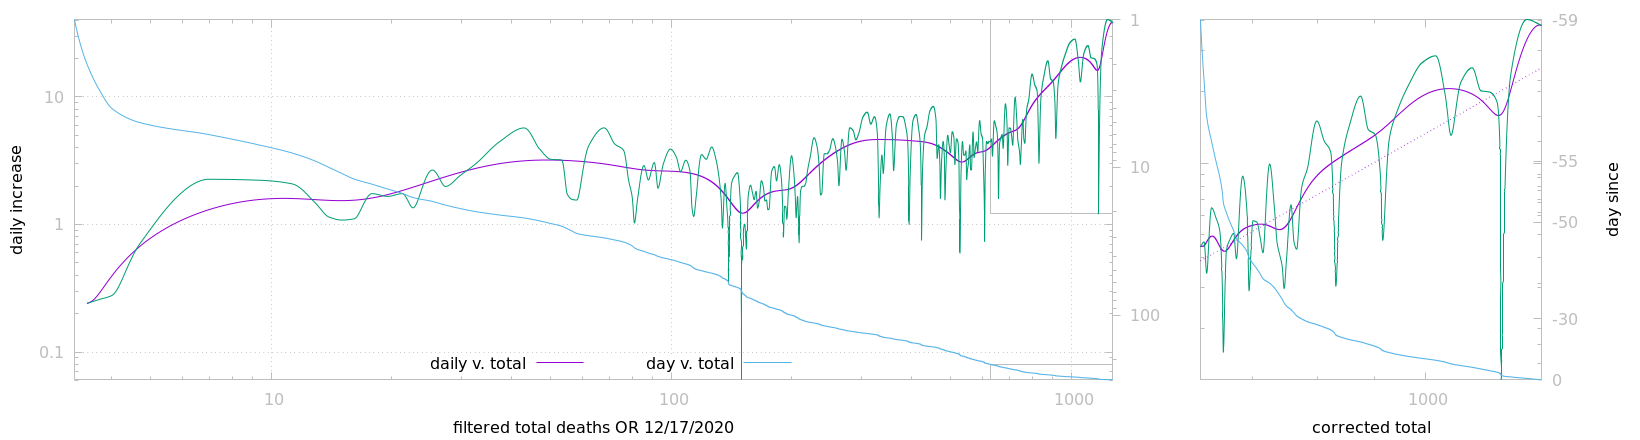 daily increase
10
1
0.1
daily v. total
day v. total
1
10
100
10
100
1000
filtered total deaths OR 12/17/2020
-59
-55
-50
-30
0
day since
1000
corrected total